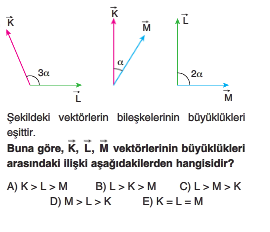 K K M L
3α α 2α
L M
Şekildeki vektörlerin bileşkelerinin büyüklükleri
eşittir.
Buna göre, K, L, M vektörlerinin büyüklükleri
arasındaki ilişki aşağıdakilerden hangisidir?
A) K > L > M B) L > K > M C) L > M > K
D) M > L > K E) K = L = M